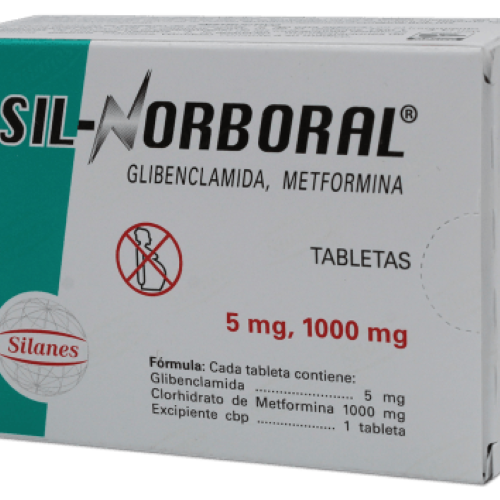 SIL-NORBORAL®
GLIBENCLAMIDA, METFORMINA
TABLETAS
5 mg, 1000 mg
Silanes
Fórmula: Cada tableta contiene:
Glibenclamida .................... 5 mg
Clorhidrato de Metformina 1000 mg
Excipiente cbp ................ 1 tableta